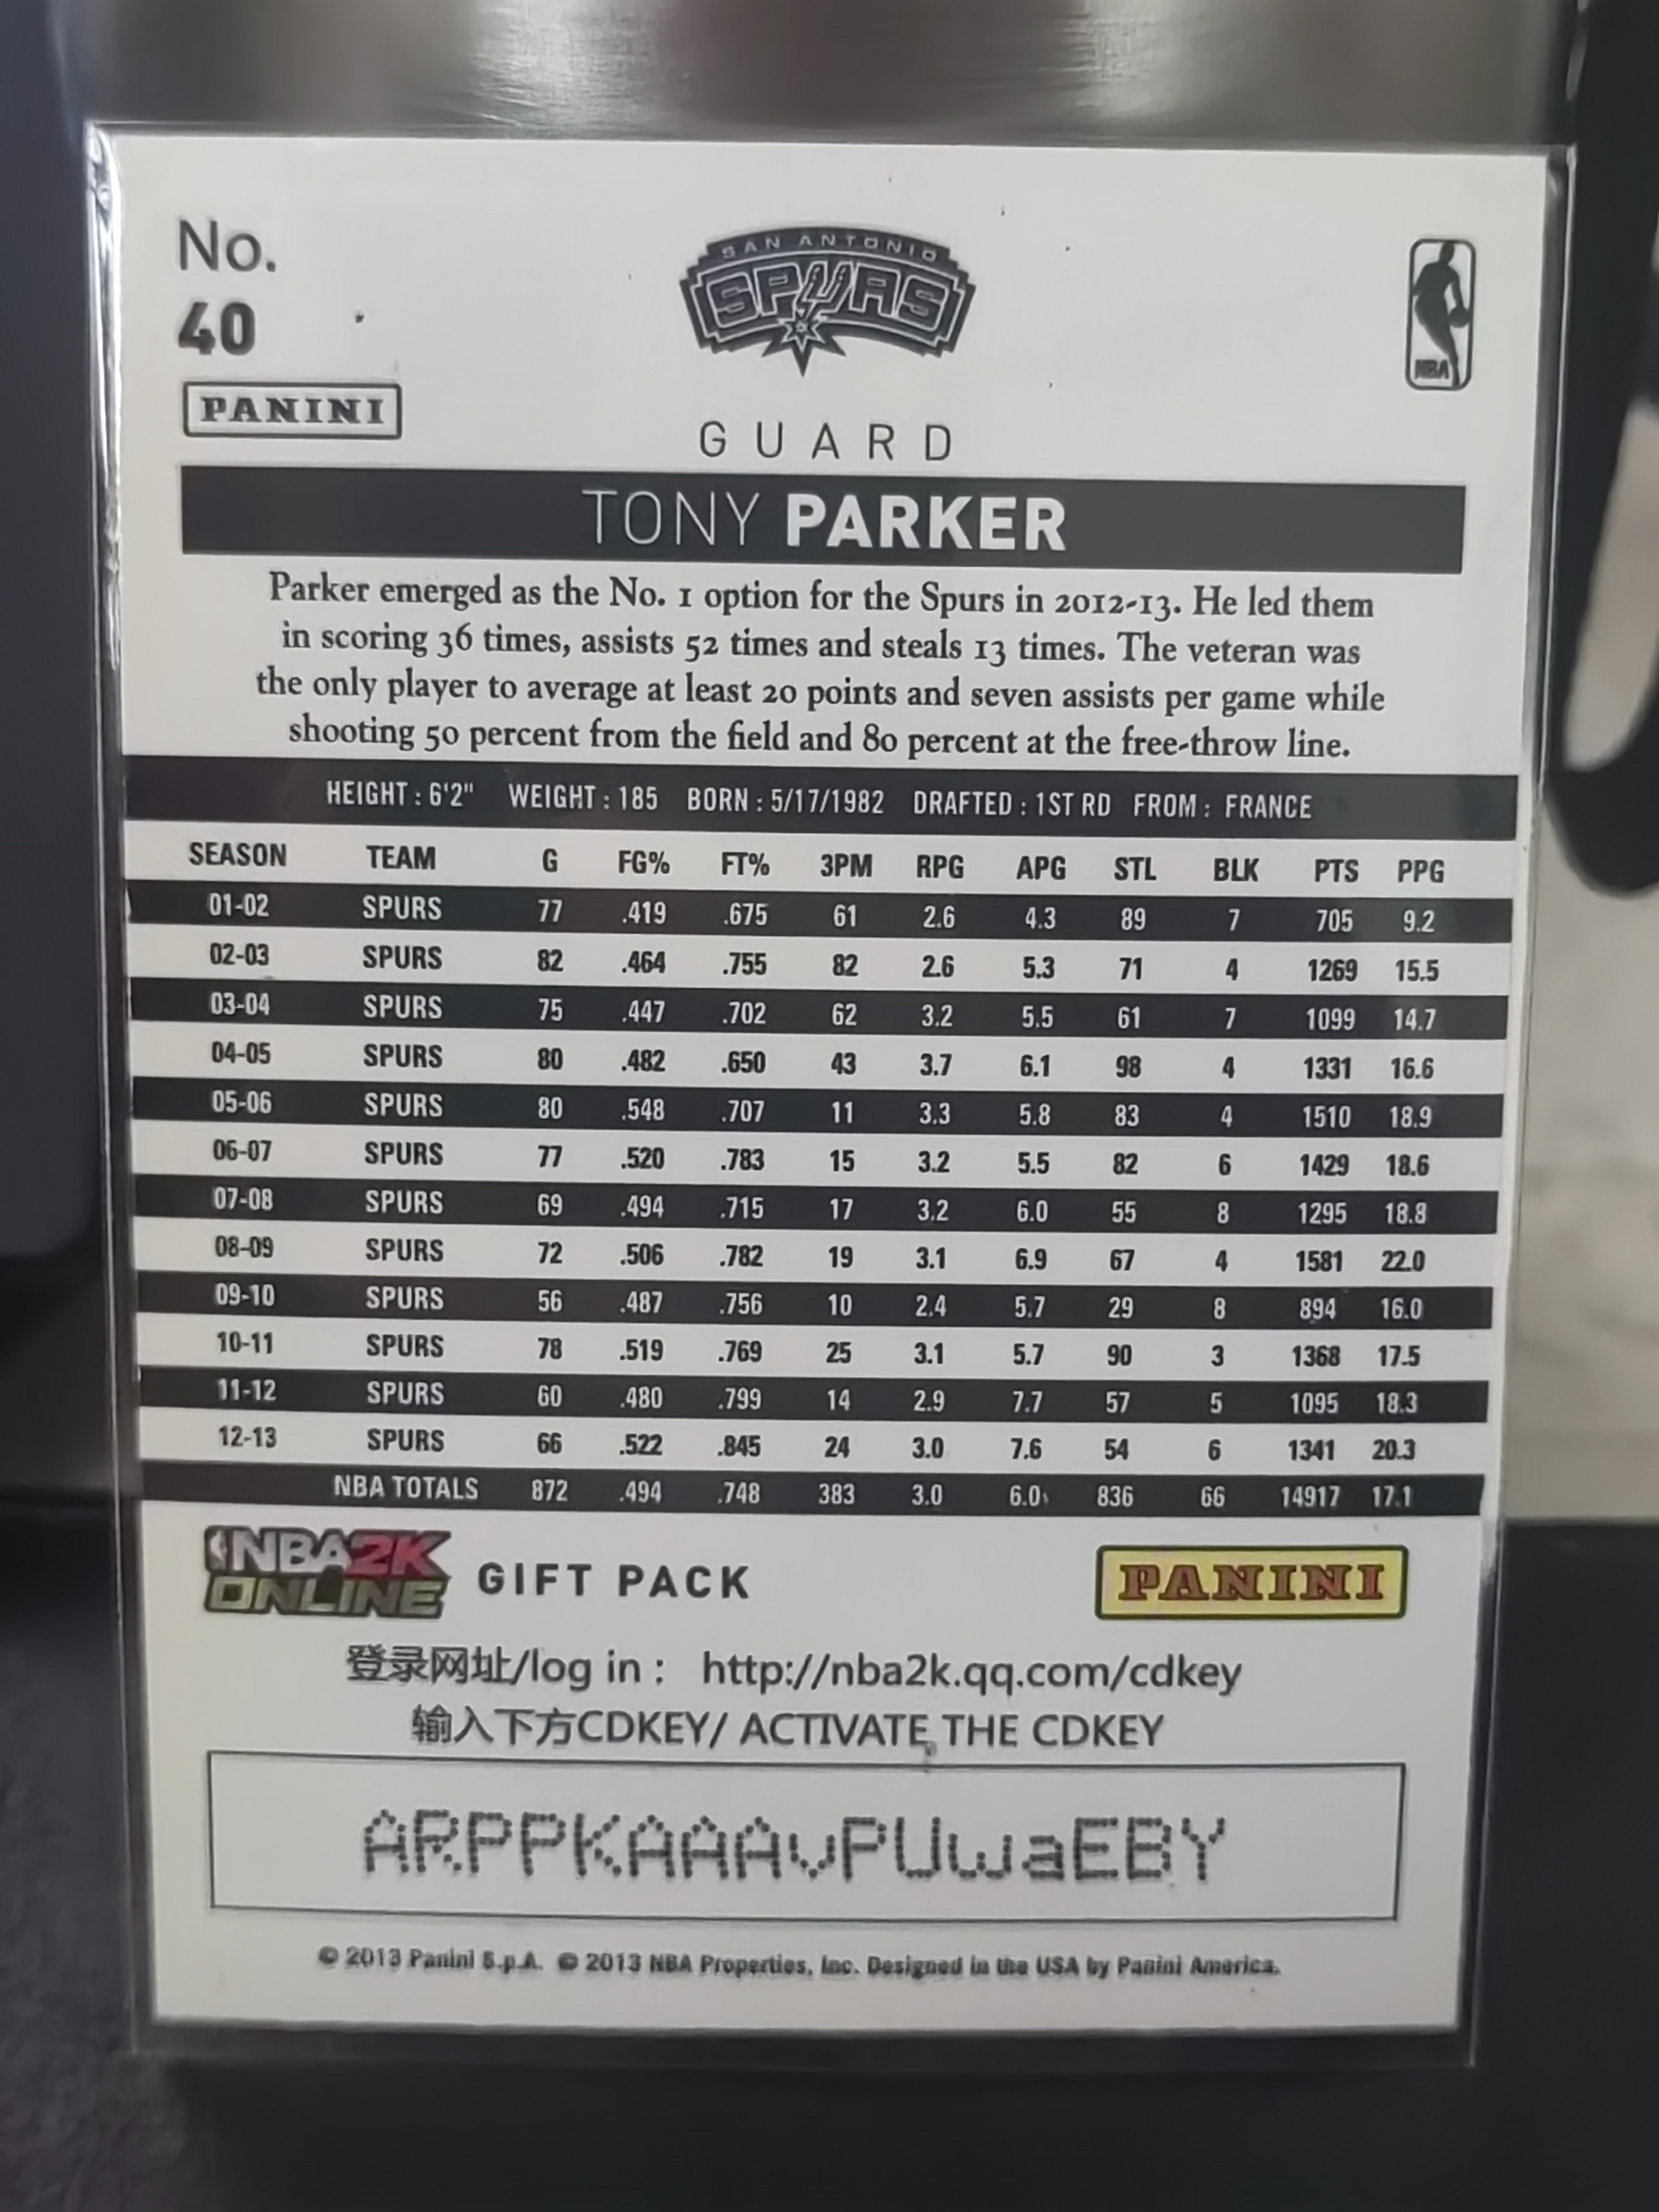 No.
40
PANINI
SAN ANTONIO
SPURS
NBA
GUARD
TONY PARKER
Parker emerged as the No. 1 option for the Spurs in 2012-13. He led them
in scoring 36 times, assists 52 times and steals 13 times. The veteran was
the only player to average at least 20 points and seven assists per game while
shooting 50 percent from the field and 80 percent at the free-throw line.
HEIGHT : 6'2" WEIGHT : 185 BORN : 5/17/1982 DRAFTED : 1ST RD FROM : FRANCE
SEASON TEAM G FG% FT% 3PM RPG APG STL BLK PTS PPG
01-02 SPURS 77 .419 .675 61 2.6 4.3 89 7 705 9.2
02-03 SPURS 82 .464 .755 82 2.6 5.3 71 4 1269 15.5
03-04 SPURS 75 .447 .702 62 3.2 5.5 61 7 1099 14.7
04-05 SPURS 80 .482 .650 43 3.7 6.1 98 4 1331 16.6
05-06 SPURS 80 .548 .707 11 3.3 5.8 83 4 1510 18.9
06-07 SPURS 77 .520 .783 15 3.2 5.5 82 6 1429 18.6
07-08 SPURS 69 .494 .715 17 3.2 6.0 55 8 1295 18.8
08-09 SPURS 72 .506 .782 19 3.1 6.9 67 4 1581 22.0
09-10 SPURS 56 .487 .756 10 2.4 5.7 29 8 894 16.0
10-11 SPURS 78 .519 .769 25 3.1 5.7 90 3 1368 17.5
11-12 SPURS 60 .480 .799 14 2.9 7.7 57 5 1095 18.3
12-13 SPURS 66 .522 .845 24 3.0 7.6 54 6 1341 20.3
NBA TOTALS 872 .494 .748 383 3.0 6.0 836 66 14917 17.1
NBA2K
ONLINE
GIFT PACK
PANINI
登录网址/log in： http://nba2k.qq.com/cdkey
输入下方CDKEY/ ACTIVATE THE CDKEY
ARPPKAAAvPUwaEBY
© 2013 Panini S.p.A. © 2013 NBA Properties, Inc. Designed in the USA by Panini America.